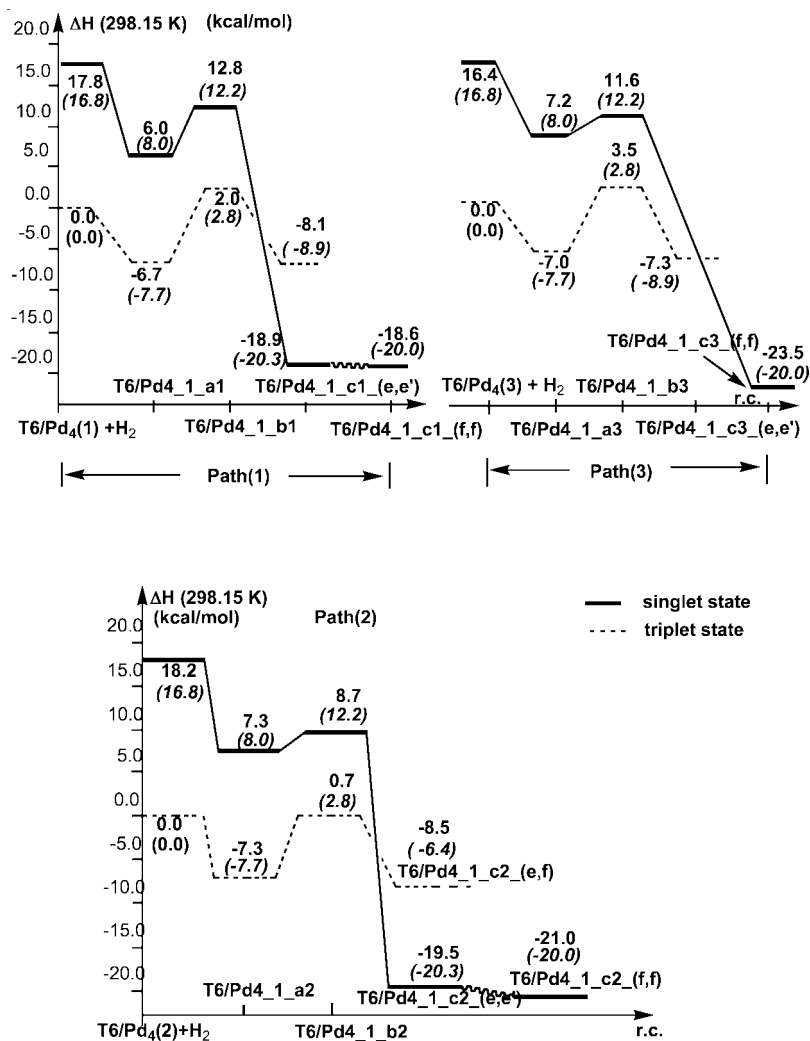 ΔH (298.15 K) (kcal/mol)
20.0
15.0
10.0
5.0
0.0
-5.0
-10.0
-15.0
-20.0
17.8
(16.8)
6.0
(8.0)
12.8
(12.2)
0.0
(0.0)
-6.7
(-7.7)
2.0
(2.8)
-8.1
( -8.9)
-18.9
(-20.3)
-18.6
(-20.0)
T6/Pd4_1_a1
T6/Pd4_1_c1_(e,e')
T6/Pd₄(1) +H₂
T6/Pd4_1_b1
T6/Pd4_1_c1_(f,f)
Path(1)
16.4
(16.8)
7.2
(8.0)
11.6
(12.2)
0.0
(0.0)
-7.0
(-7.7)
3.5
(2.8)
-7.3
( -8.9)
T6/Pd4_1_c3_(f,f)
-23.5
(-20.0)
T6/Pd₄(3) + H₂
T6/Pd4_1_b3
r.c.
T6/Pd4_1_a3
T6/Pd4_1_c3_(e,e')
Path(3)
ΔH (298.15 K)
(kcal/mol)
Path(2)
20.0
15.0
10.0
5.0
0.0
-5.0
-10.0
-15.0
-20.0
singlet state
triplet state
18.2
(16.8)
7.3
(8.0)
8.7
(12.2)
0.0
(0.0)
-7.3
(-7.7)
0.7
(2.8)
-8.5
( -6.4)
T6/Pd4_1_c2_(e,f)
-19.5
(-20.3)
-21.0
(-20.0)
T6/Pd4_1_c2_(f,f)
T6/Pd4_1_a2
T6/Pd4_1_c2_(e,e')
T6/Pd₄(2)+H₂
T6/Pd4_1_b2
r.c.